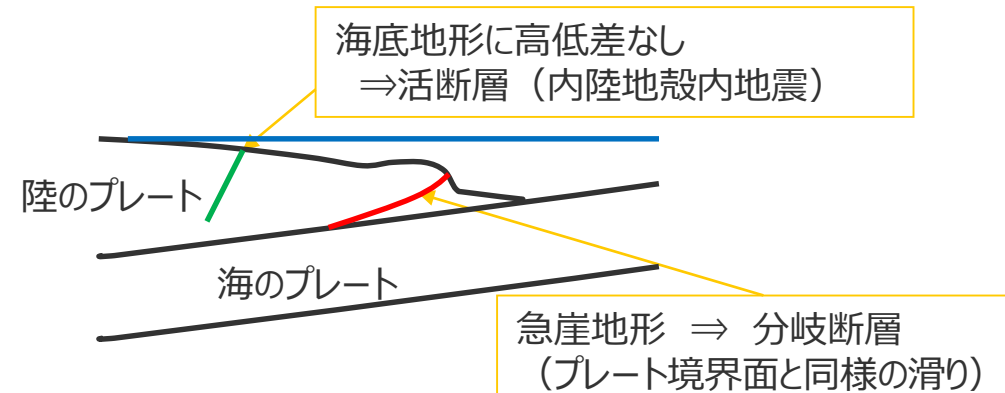 海底地形に高低差なし
⇒活断層（内陸地殻内地震）
陸のプレート
海のプレート
急崖地形 ⇒ 分岐断層
（プレート境界面と同様の滑り）